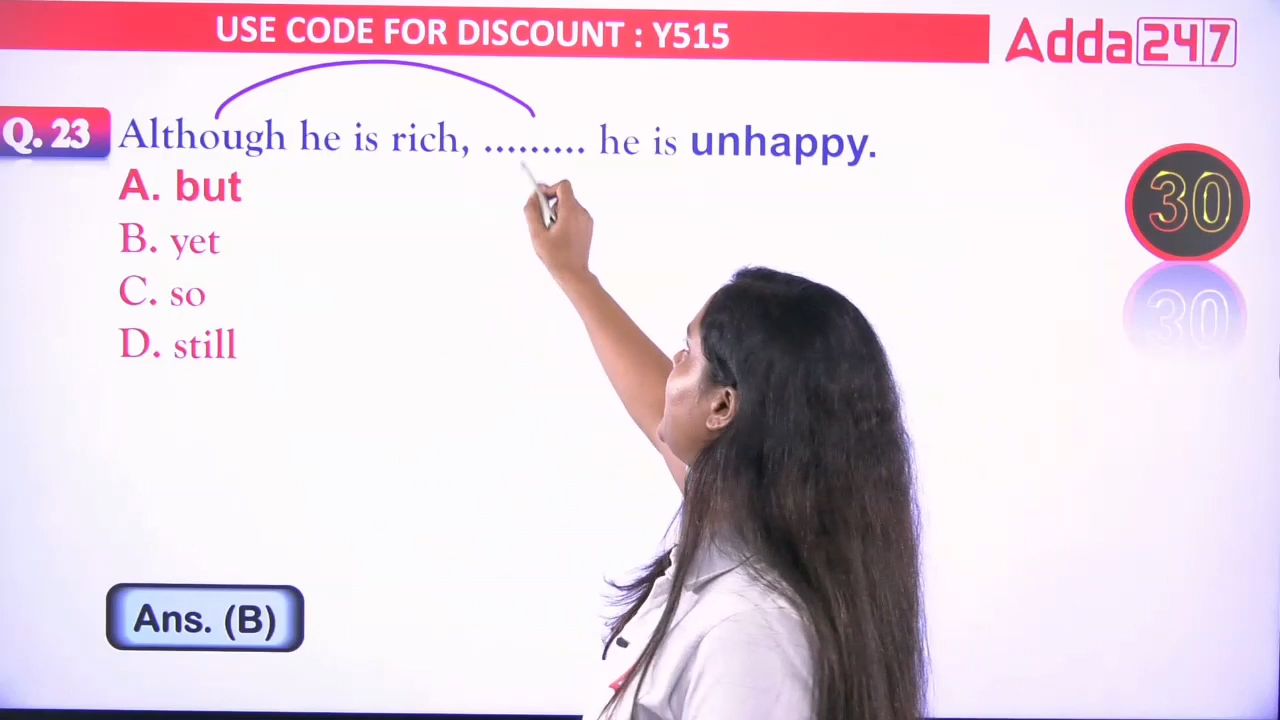 USE CODE FOR DISCOUNT : Y515
Adda247
Q. 23 Although he is rich, ......... he is unhappy.
A. but
B. yet
C. so
D. still
30
30
Ans. (B)